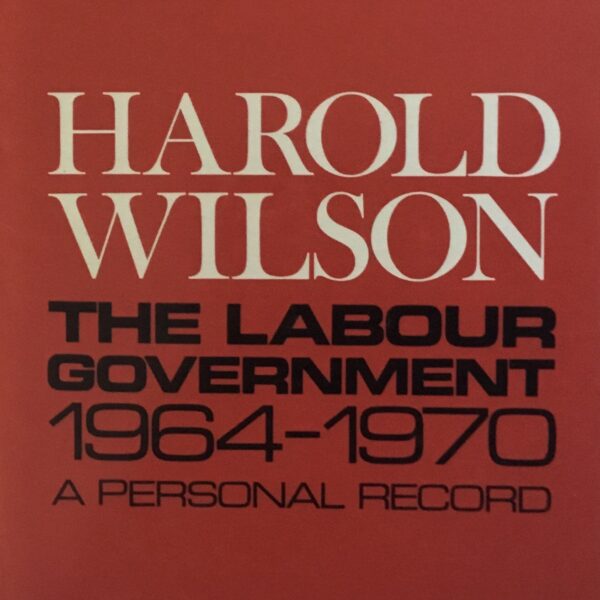 HAROLD
WILSON
THE LABOUR
GOVERNMENT
1964-1970
A PERSONAL RECORD